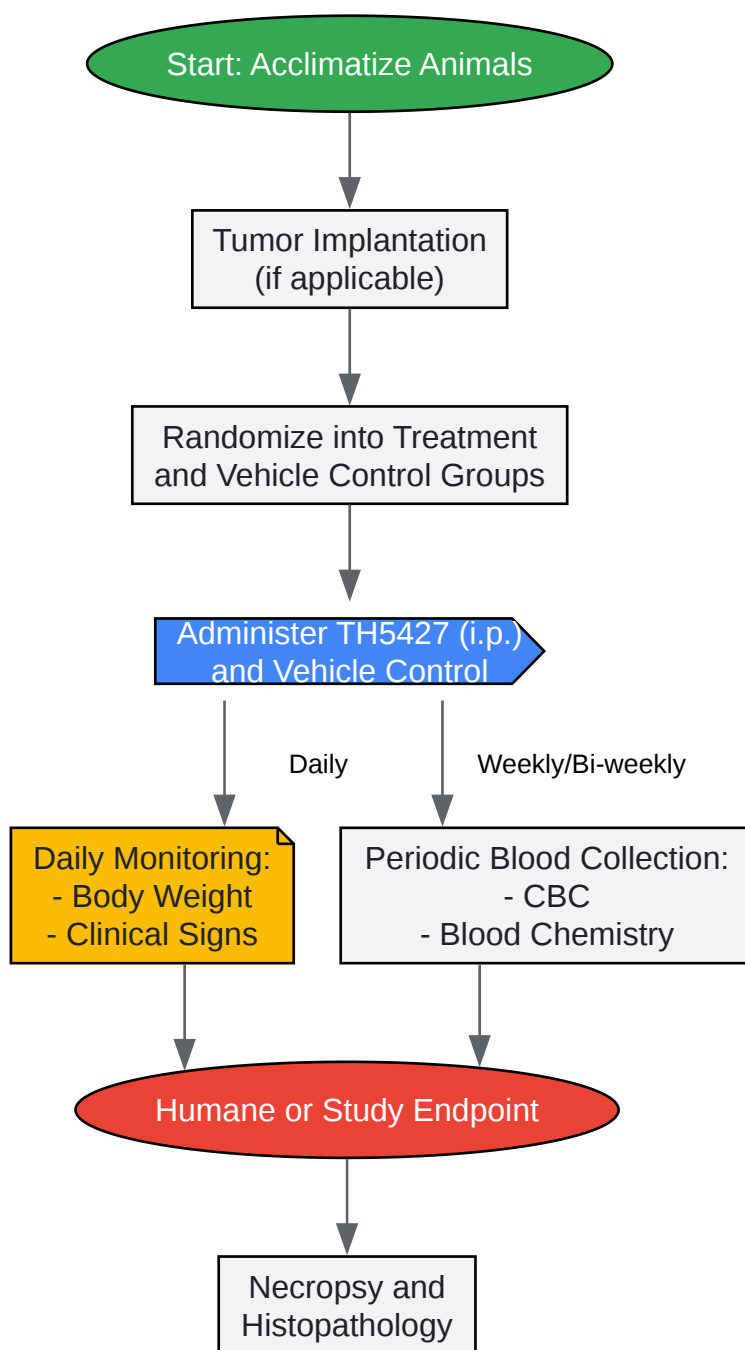 Start: Acclimatize Animals
Tumor Implantation
(if applicable)
Randomize into Treatment
and Vehicle Control Groups
Administer TH5427 (i.p.)
and Vehicle Control
Daily
Weekly/Bi-weekly
Daily Monitoring:
- Body Weight
- Clinical Signs
Periodic Blood Collection:
- CBC
- Blood Chemistry
Humane or Study Endpoint
Necropsy and
Histopathology